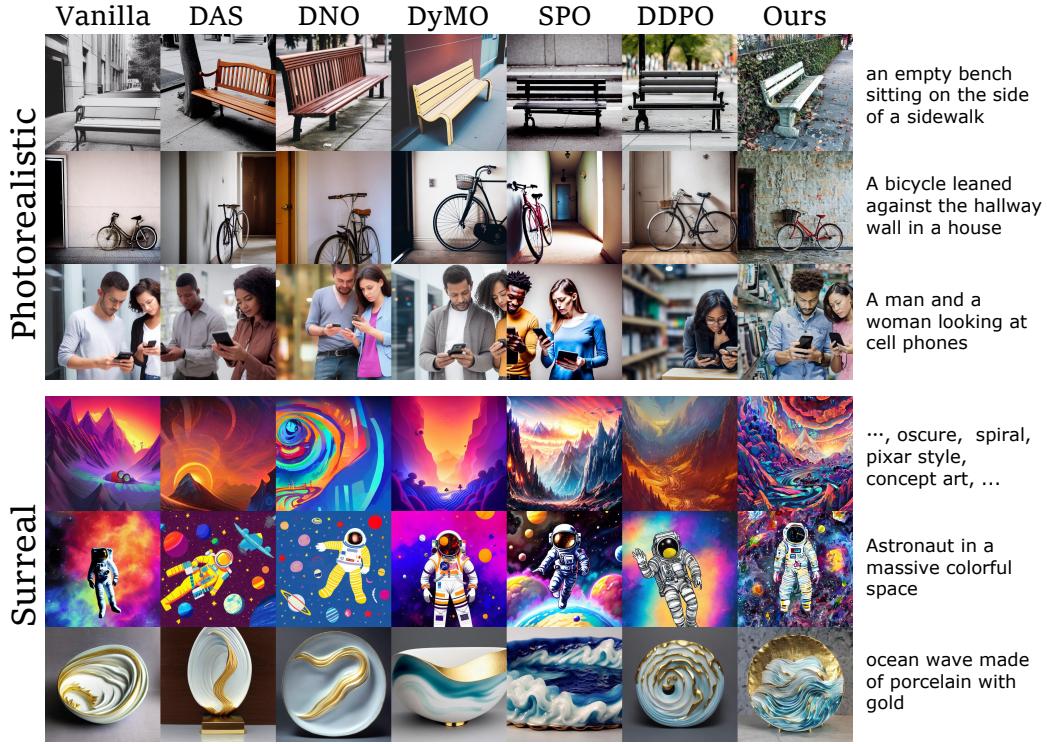 Vanilla DAS DNO DyMO SPO DDPO Ours
Photorealistic
an empty bench
sitting on the side
of a sidewalk
A bicycle leaned
against the hallway
wall in a house
A man and a
woman looking at
cell phones
Surreal
..., oscure, spiral,
pixar style,
concept art, ...
Astronaut in a
massive colorful
space
ocean wave made
of porcelain with
gold